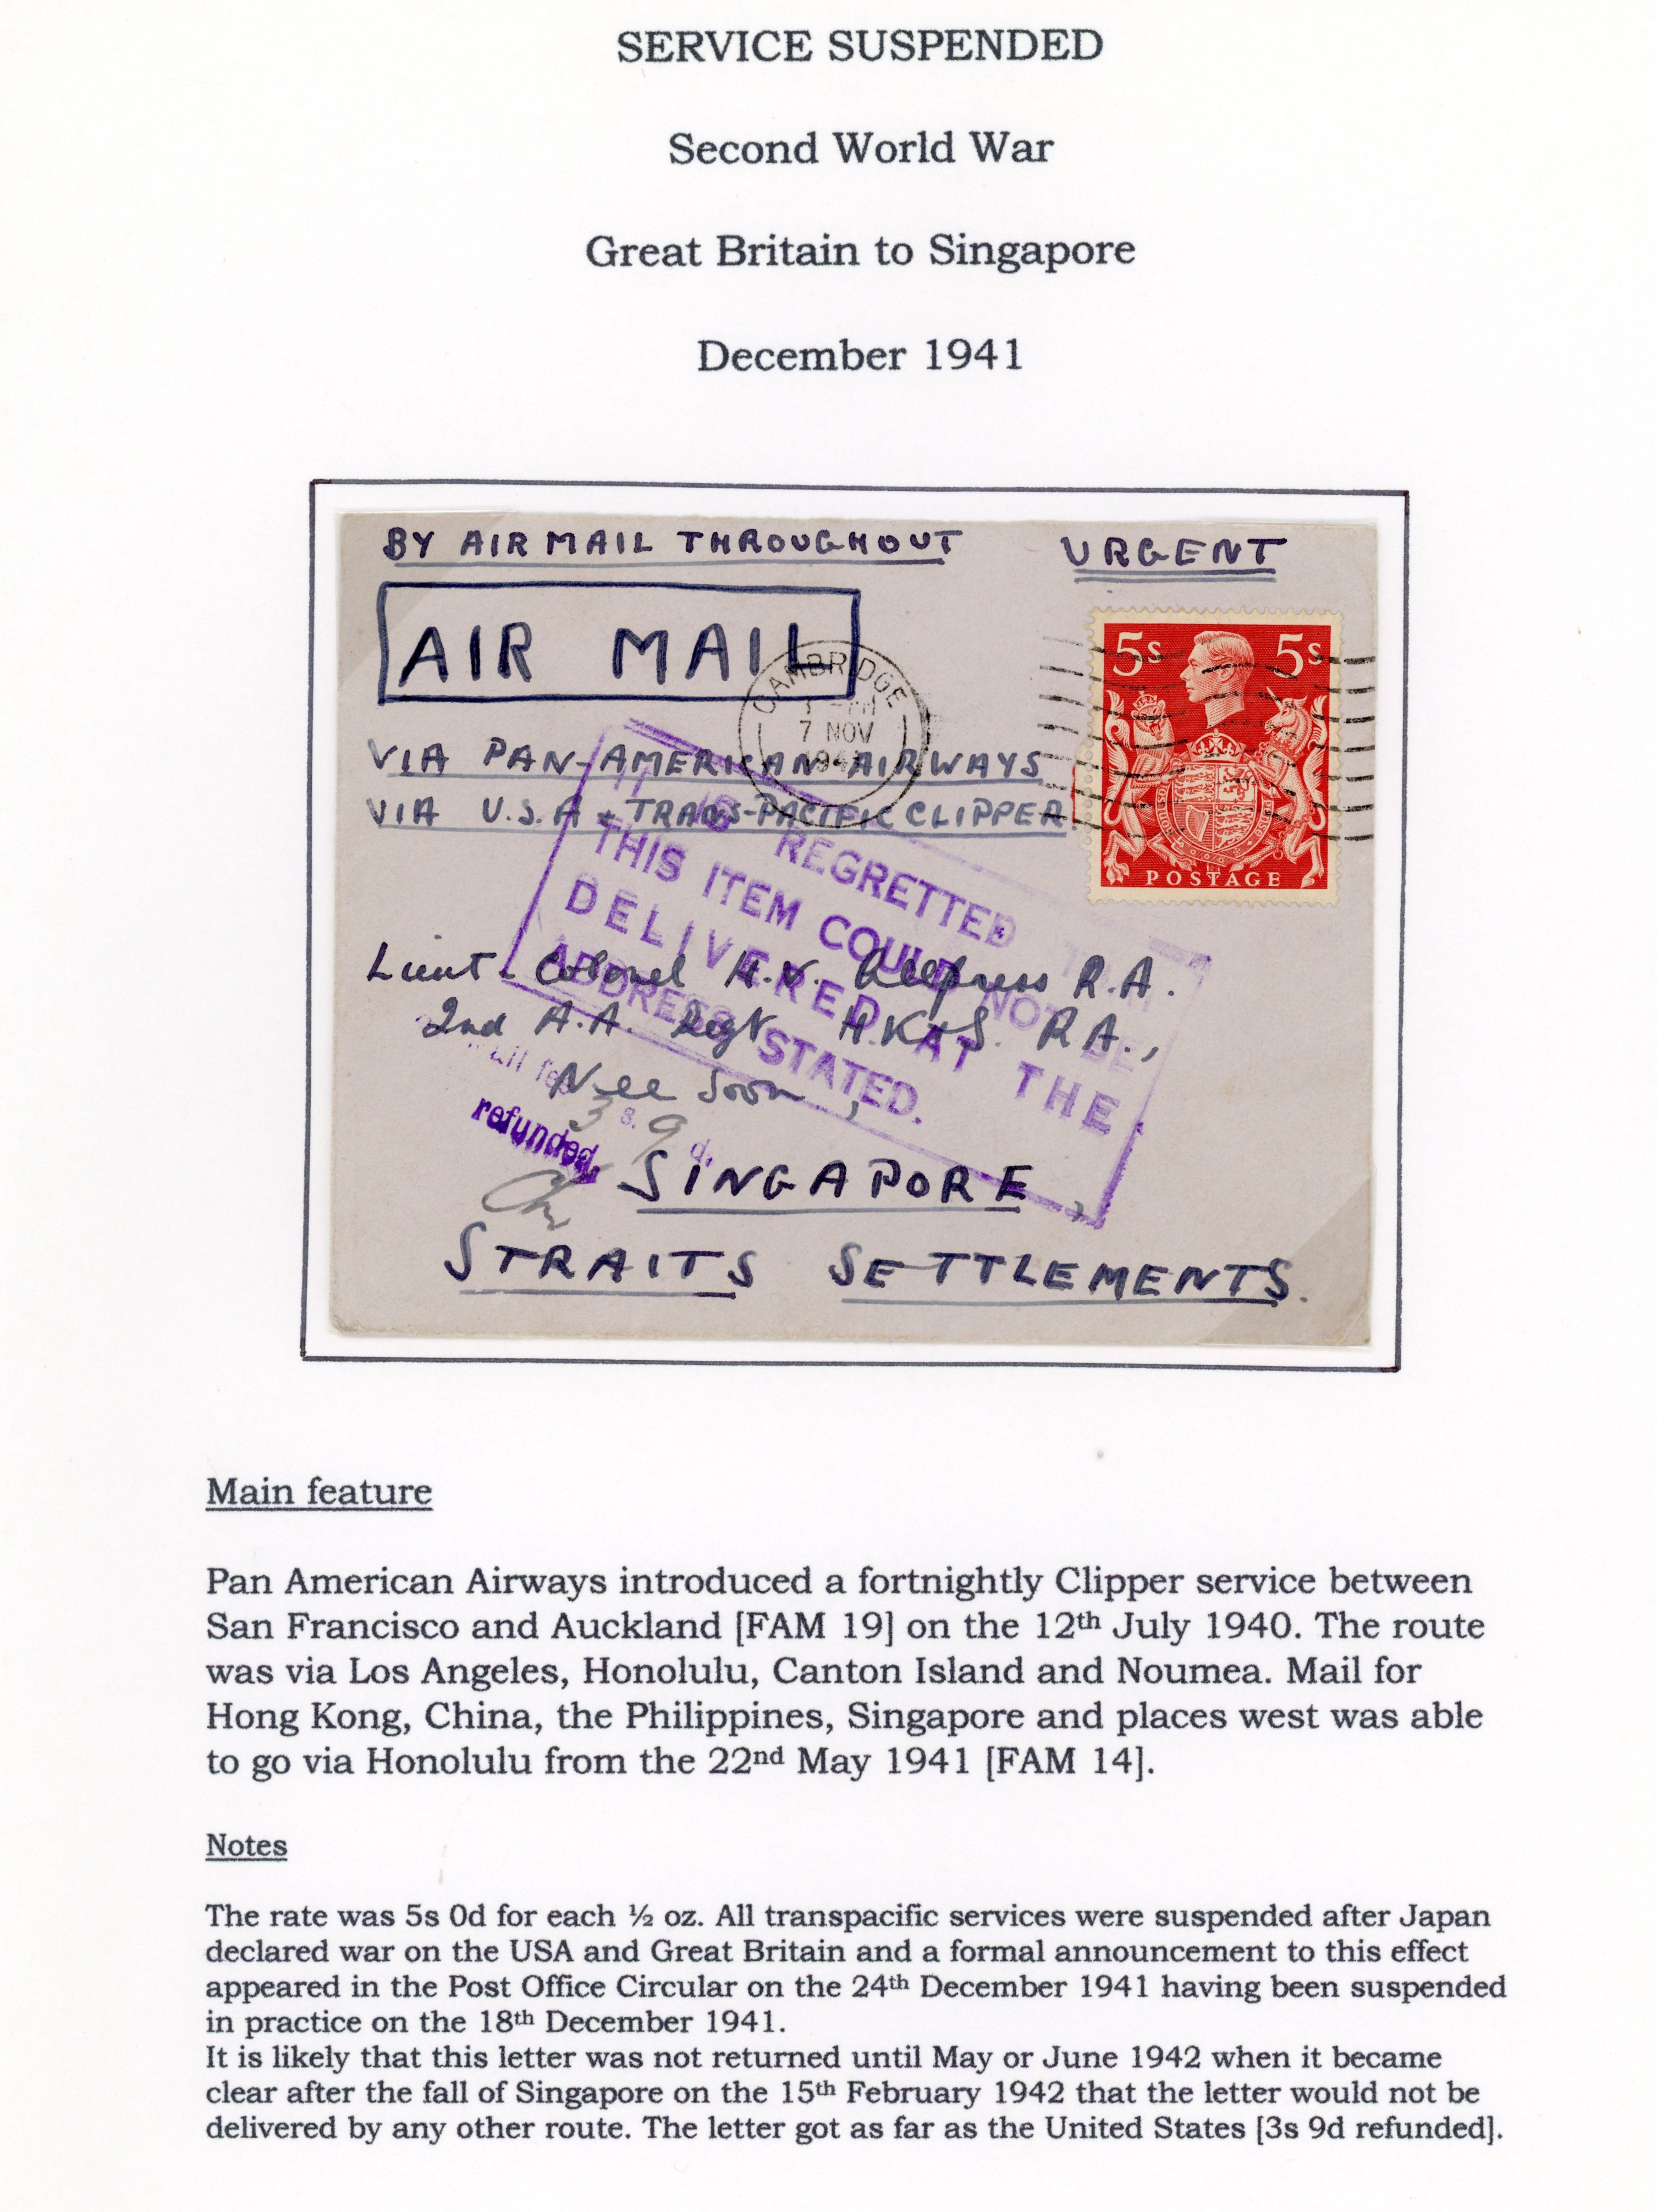 SERVICE SUSPENDED
Second World War
Great Britain to Singapore
December 1941
BY AIR MAIL THROUGHOUT
URGENT
AIR MAIL
5s 5s
POSTAGE
CAMBRIDGE
7 NOV
VIA PAN-AMERICAN AIRWAYS
VIA U.S.A & TRANS-PACIFIC CLIPPER.
IT IS REGRETTED THAT
THIS ITEM COULD NOT BE
DELIVERED AT THE
ADDRESS STATED.
Lieut-Colonel H.V. Allpress R.A.
2nd A.A. Regt H.K&S. R.A.,
Nee Soon,
3 s. 9 d.
refunded.
SINGAPORE,
STRAITS SETTLEMENTS.
Main feature
Pan American Airways introduced a fortnightly Clipper service between
San Francisco and Auckland [FAM 19] on the 12th July 1940. The route
was via Los Angeles, Honolulu, Canton Island and Noumea. Mail for
Hong Kong, China, the Philippines, Singapore and places west was able
to go via Honolulu from the 22nd May 1941 [FAM 14].
Notes
The rate was 5s 0d for each ½ oz. All transpacific services were suspended after Japan
declared war on the USA and Great Britain and a formal announcement to this effect
appeared in the Post Office Circular on the 24th December 1941 having been suspended
in practice on the 18th December 1941.
It is likely that this letter was not returned until May or June 1942 when it became
clear after the fall of Singapore on the 15th February 1942 that the letter would not be
delivered by any other route. The letter got as far as the United States [3s 9d refunded].